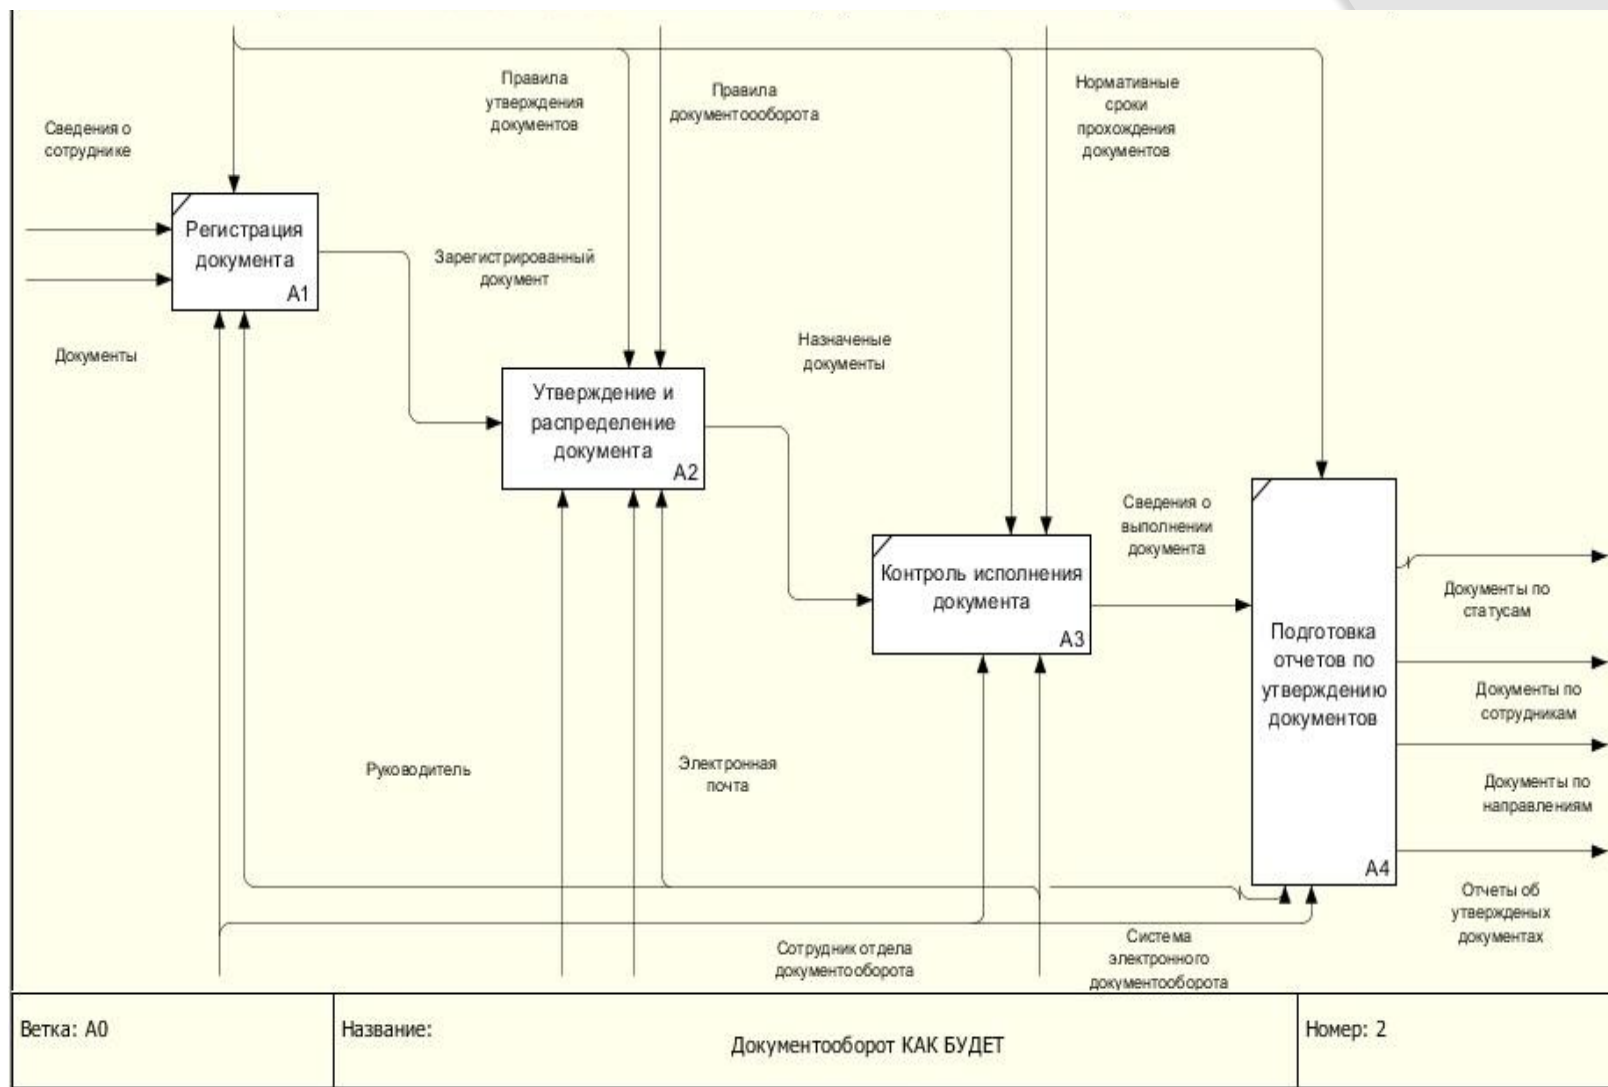 Правила
утверждения
документов
Правила
документоооборота
Нормативные
сроки
прохождения
документов
Сведения о
сотруднике
Регистрация
документа
A1
Зарегистрированный
документ
Документы
Назначеные
документы
Утверждение и
распределение
документа
A2
Сведения о
выполнении
документа
Контроль исполнения
документа
A3
Подготовка
отчетов по
утверждению
документов
A4
Документы по
статусам
Документы по
сотрудникам
Документы по
направлениям
Отчеты об
утвержденых
документах
Руководитель
Электронная
почта
Сотрудник отдела
документооборота
Система
электронного
документооборота
Ветка: A0
Название:
Документооборот КАК БУДЕТ
Номер: 2